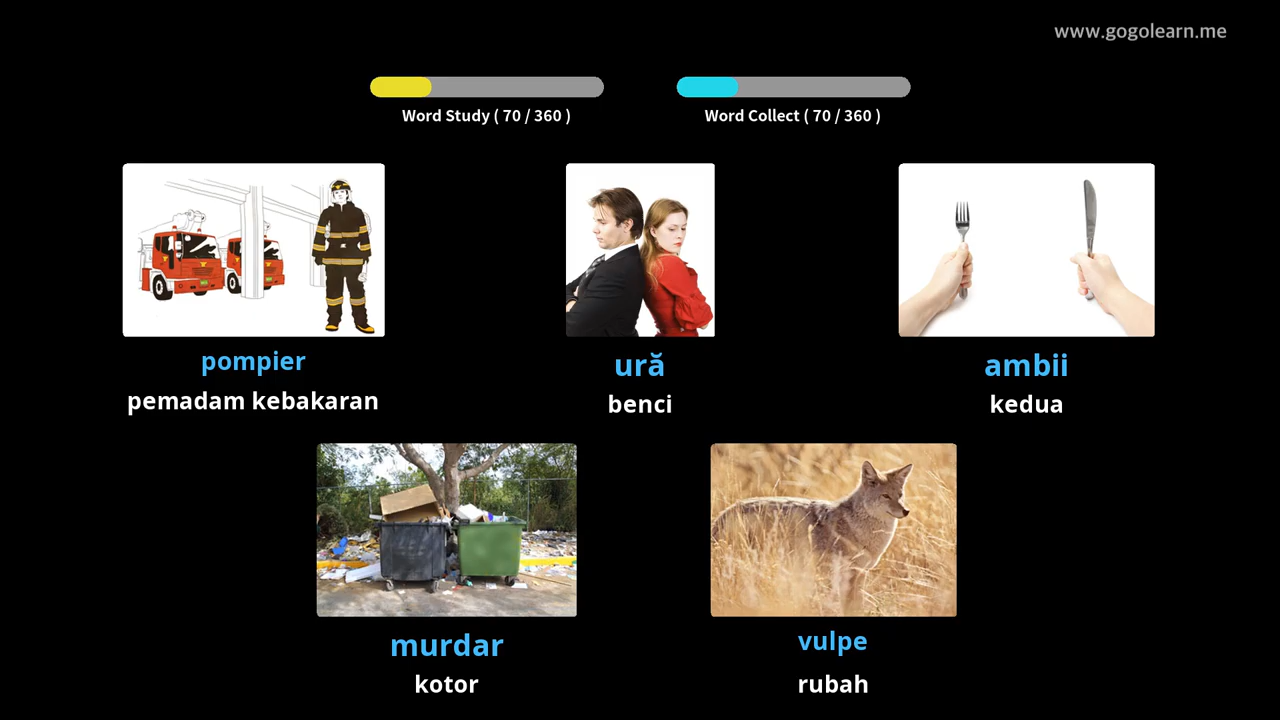 www.gogolearn.me
Word Study ( 70 / 360 )
Word Collect ( 70 / 360 )
pompier
pemadam kebakaran
ură
benci
ambii
kedua
murdar
kotor
vulpe
rubah